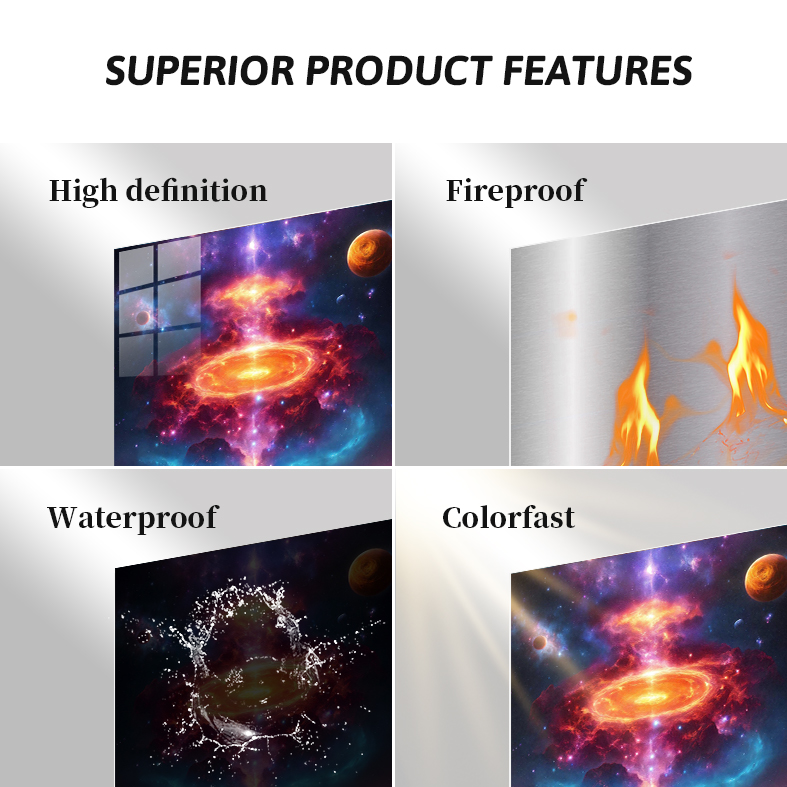 SUPERIOR PRODUCT FEATURES
High definition
Fireproof
Waterproof
Colorfast